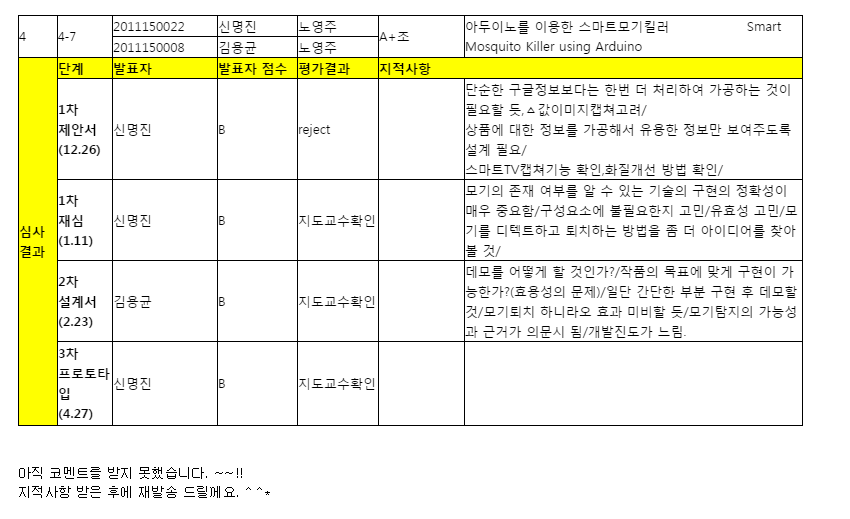 4 4-7 2011150022 신명진 노영주 A+조 아두이노를 이용한 스마트모기킬러 Smart
2011150008 김용균 노영주 Mosquito Killer using Arduino
심사
결과
단계 발표자 발표자 점수 평가결과 지적사항
1차
제안서
(12.26)
신명진 B reject
단순한 구글정보보다는 한번 더 처리하여 가공하는 것이
필요할 듯,ㅿ값이미지캡쳐고려/
상품에 대한 정보를 가공해서 유용한 정보만 보여주도록
설계 필요/
스마트TV캡쳐기능 확인,화질개선 방법 확인/
1차
재심
(1.11)
신명진 B 지도교수확인
모기의 존재 여부를 알 수 있는 기술의 구현의 정확성이
매우 중요함/구성요소에 불필요한지 고민/유효성 고민/모
기를 디텍트하고 퇴치하는 방법을 좀 더 아이디어를 찾아
볼 것/
2차
설계서
(2.23)
김용균 B 지도교수확인
데모를 어떻게 할 것인가?/작품의 목표에 맞게 구현이 가
능한가?(효용성의 문제)/일단 간단한 부분 구현 후 데모할
것/모기퇴치 하니라오 효과 미비할 듯/모기탐지의 가능성
과 근거가 의문시 됨/개발진도가 느림.
3차
프로토타
입
(4.27)
신명진 B 지도교수확인
아직 코멘트를 받지 못했습니다. ~~!!
지적사항 받은 후에 재발송 드릴께요. ^ ^*